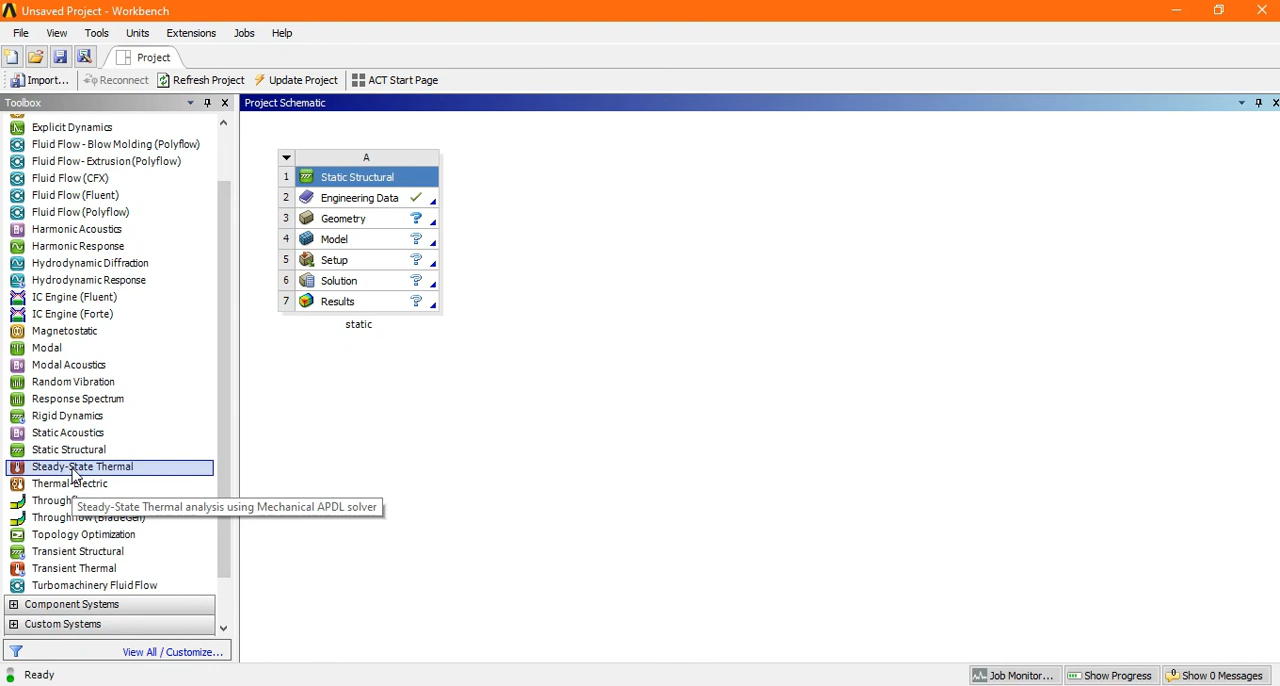 Unsaved Project - Workbench
File View Tools Units Extensions Jobs Help
Project
Import... Reconnect Refresh Project Update Project ACT Start Page
Toolbox
Project Schematic
Explicit Dynamics
Fluid Flow - Blow Molding (Polyflow)
Fluid Flow- Extrusion (Polyflow)
Fluid Flow (CFX)
Fluid Flow (Fluent)
Fluid Flow (Polyflow)
Harmonic Acoustics
Harmonic Response
Hydrodynamic Diffraction
Hydrodynamic Response
IC Engine (Fluent)
IC Engine (Forte)
Magnetostatic
Modal
Modal Acoustics
Random Vibration
Response Spectrum
Rigid Dynamics
Static Acoustics
Static Structural
Steady-State Thermal
Thermal-Electric
Steady-State Thermal analysis using Mechanical APDL solver
Throughflow (BladeGen)
Topology Optimization
Transient Structural
Transient Thermal
Turbomachinery Fluid Flow
Component Systems
Custom Systems
View All / Customize...
A
1 Static Structural
2 Engineering Data
3 Geometry ?
4 Model ?
5 Setup ?
6 Solution ?
7 Results ?
static
Ready
Job Monitor... Show Progress Show 0 Messages